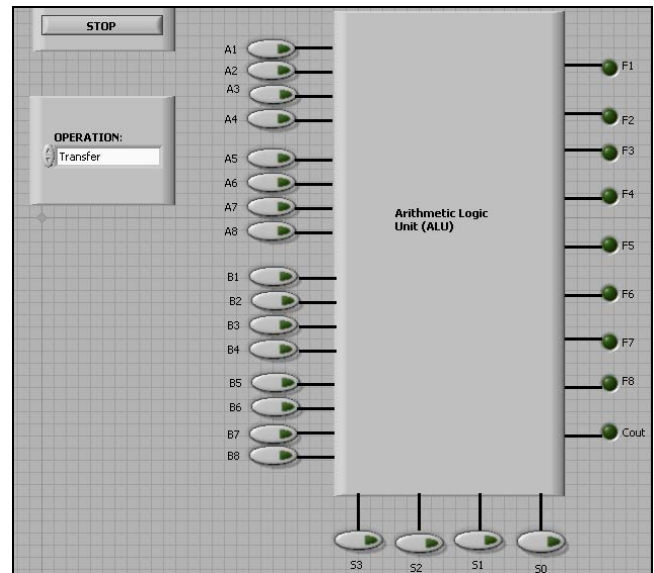 STOP
OPERATION:
Transfer
A1
A2
A3
A4
A5
A6
A7
A8
B1
B2
B3
B4
B5
B6
B7
B8
Arithmetic Logic
Unit (ALU)
F1
F2
F3
F4
F5
F6
F7
F8
Cout
S3
S2
S1
S0